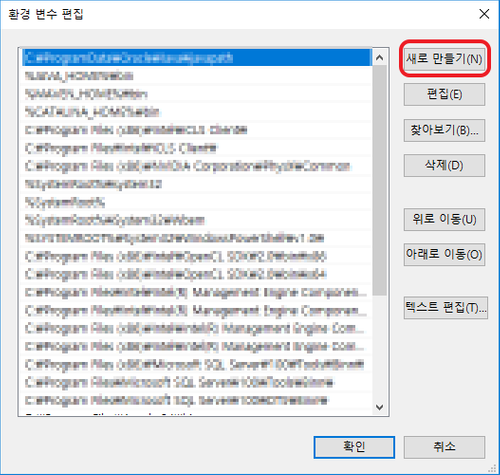 환경 변수 편집
C:₩ProgramData₩Oracle₩Java₩javapath
%JAVA_HOME%₩bin
%MAVEN_HOME%₩bin
%CATALINA_HOME%₩bin
C:₩Program Files (x86)₩Intel₩iCLS Client₩
C:₩Program Files₩Intel₩iCLS Client₩
C:₩Program Files (x86)₩NVIDIA Corporation₩PhysX₩Common
%SystemRoot%₩system32
%SystemRoot%
%SystemRoot%₩System32₩Wbem
%SYSTEMROOT%₩System32₩WindowsPowerShell₩v1.0₩
C:₩Program Files (x86)₩Intel₩OpenCL SDK₩2.0₩bin₩x86
C:₩Program Files (x86)₩Intel₩OpenCL SDK₩2.0₩bin₩x64
C:₩Program Files₩Intel₩Intel(R) Management Engine Componen...
C:₩Program Files₩Intel₩Intel(R) Management Engine Componen...
C:₩Program Files (x86)₩Intel₩Intel(R) Management Engine Com...
C:₩Program Files (x86)₩Intel₩Intel(R) Management Engine Com...
C:₩Program Files (x86)₩Microsoft SQL Server₩100₩Tools₩Binn₩
C:₩Program Files₩Microsoft SQL Server₩100₩Tools₩Binn₩
C:₩Program Files₩Microsoft SQL Server₩100₩DTS₩Binn₩
새로 만들기(N)
편집(E)
찾아보기(B)...
삭제(D)
위로 이동(U)
아래로 이동(O)
텍스트 편집(T)...
확인
취소